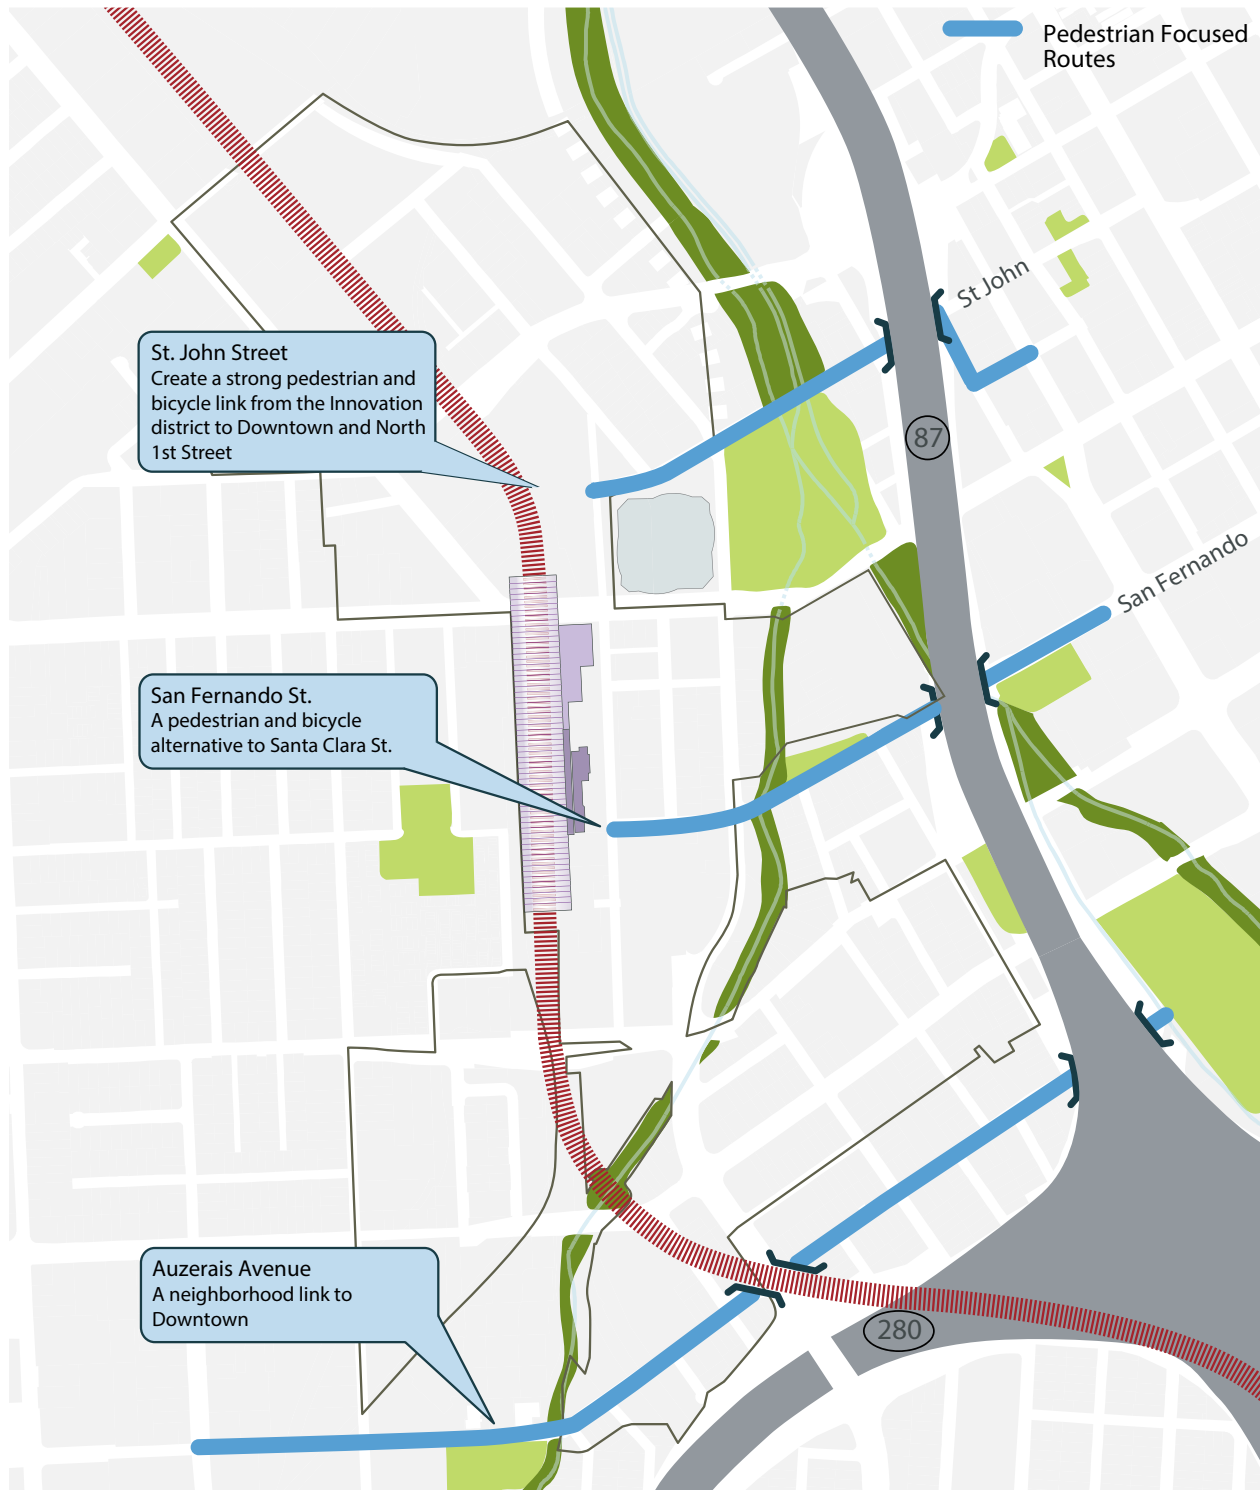 Pedestrian Focused
Routes
St John
St. John Street
Create a strong pedestrian and
bicycle link from the Innovation
district to Downtown and North
1st Street
87
San Fernando
San Fernando St.
A pedestrian and bicycle
alternative to Santa Clara St.
Auzerais Avenue
A neighborhood link to
Downtown
280